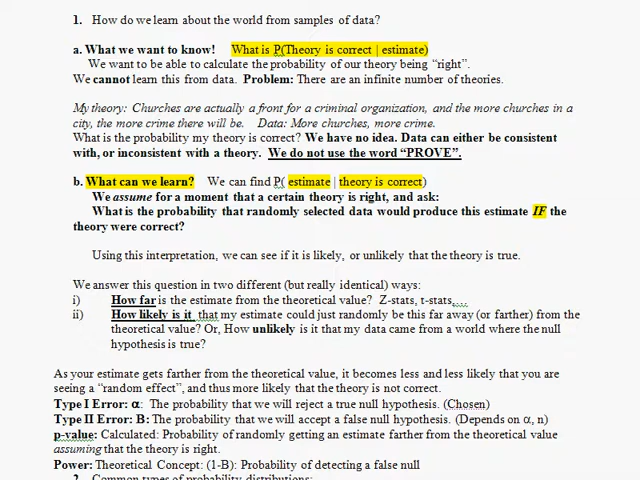 1. How do we learn about the world from samples of data?
a. What we want to know! What is P(Theory is correct | estimate)
We want to be able to calculate the probability of our theory being "right".
We cannot learn this from data. Problem: There are an infinite number of theories.
My theory: Churches are actually a front for a criminal organization, and the more churches in a
city, the more crime there will be. Data: More churches, more crime.
What is the probability my theory is correct? We have no idea. Data can either be consistent
with, or inconsistent with a theory. We do not use the word "PROVE".
b. What can we learn? We can find P( estimate | theory is correct)
We assume for a moment that a certain theory is right, and ask:
What is the probability that randomly selected data would produce this estimate IF the
theory were correct?
Using this interpretation, we can see if it is likely, or unlikely that the theory is true.
We answer this question in two different (but really identical) ways:
i) How far is the estimate from the theoretical value? Z-stats, t-stats,...
ii) How likely is it that my estimate could just randomly be this far away (or farther) from the
theoretical value? Or, How unlikely is it that my data came from a world where the null
hypothesis is true?
As your estimate gets farther from the theoretical value, it becomes less and less likely that you are
seeing a "random effect", and thus more likely that the theory is not correct.
Type I Error: α: The probability that we will reject a true null hypothesis. (Chosen)
Type II Error: B: The probability that we will accept a false null hypothesis. (Depends on α, n)
p-value: Calculated: Probability of randomly getting an estimate farther from the theoretical value
assuming that the theory is right.
Power: Theoretical Concept: (1-B): Probability of detecting a false null
2. Common types of probability distributions: